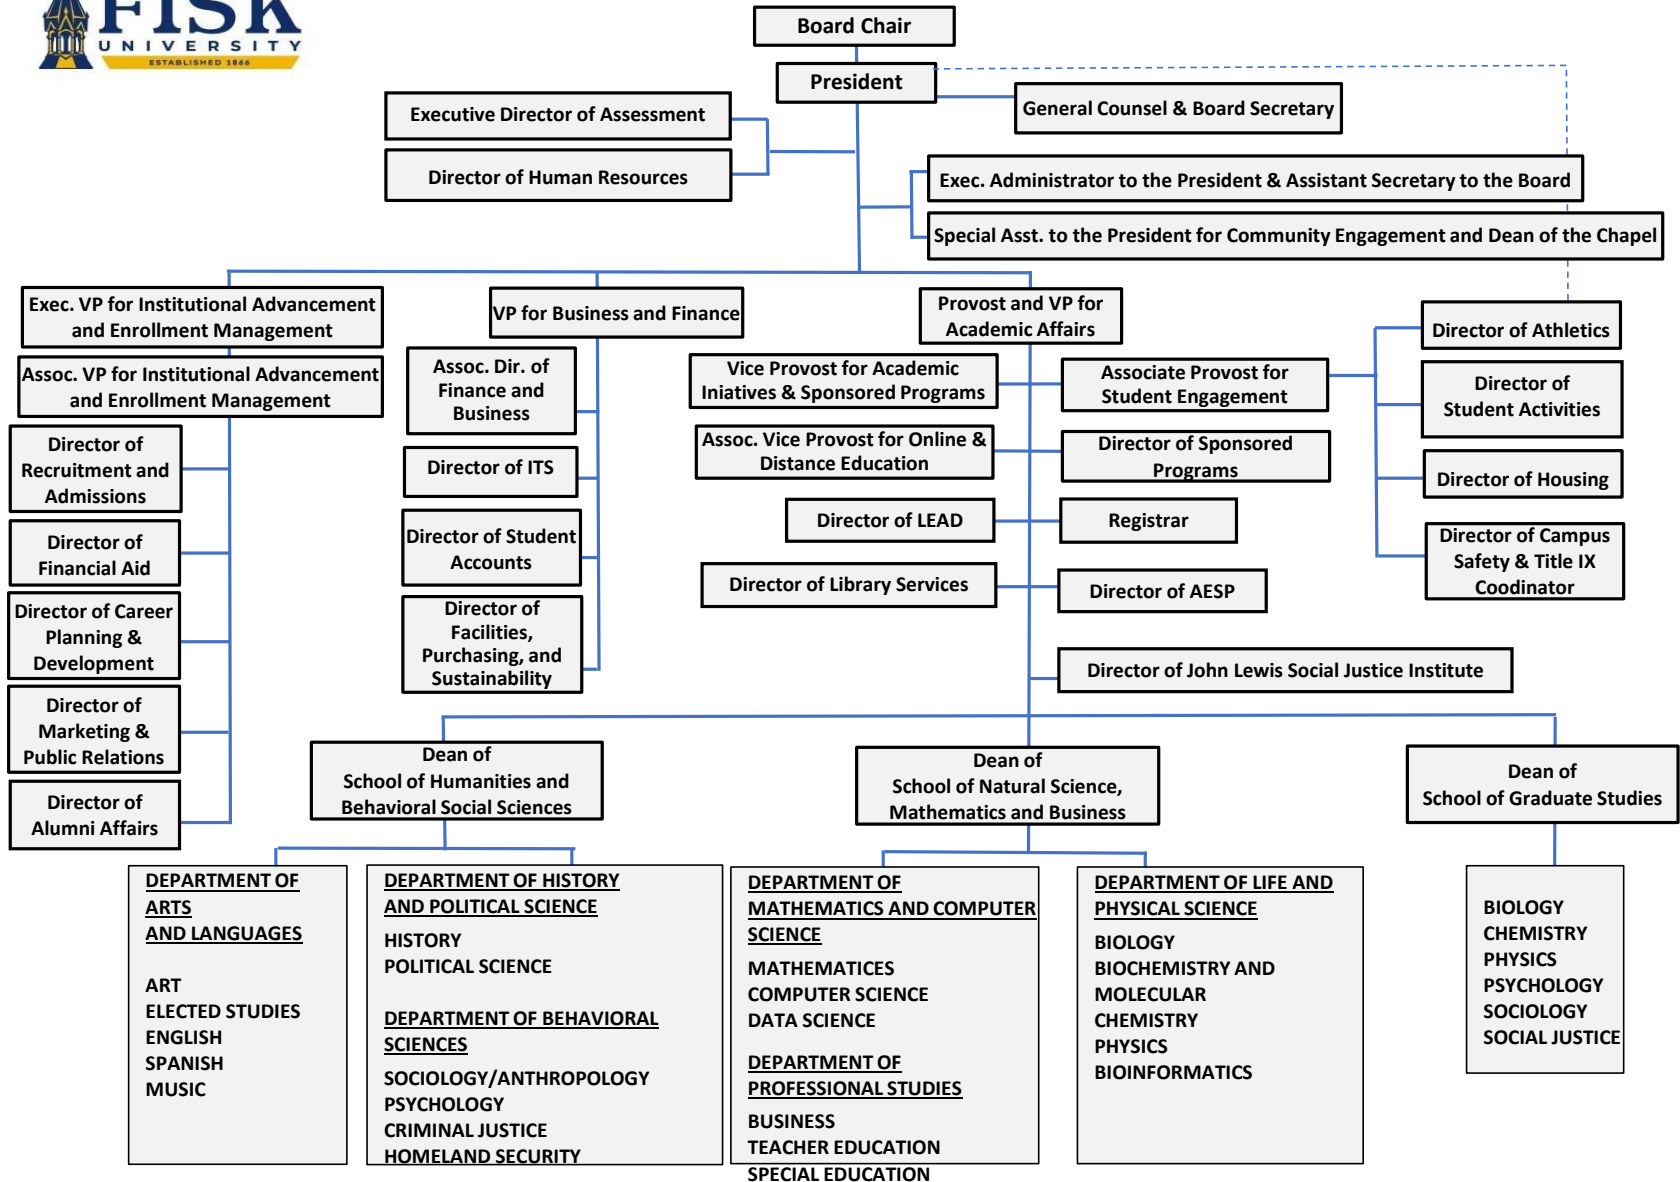 FISK
UNIVERSITY
ESTABLISHED 1866
Board Chair
President
General Counsel & Board Secretary
Executive Director of Assessment
Director of Human Resources
Exec. Administrator to the President & Assistant Secretary to the Board
Special Asst. to the President for Community Engagement and Dean of the Chapel
Exec. VP for Institutional Advancement
and Enrollment Management
Assoc. VP for Institutional Advancement
and Enrollment Management
Director of
Recruitment and
Admissions
Director of
Financial Aid
Director of Career
Planning &
Development
Director of
Marketing &
Public Relations
Director of
Alumni Affairs
VP for Business and Finance
Assoc. Dir. of
Finance and
Business
Director of ITS
Director of Student
Accounts
Director of
Facilities,
Purchasing, and
Sustainability
Provost and VP for
Academic Affairs
Vice Provost for Academic
Iniatives & Sponsored Programs
Associate Provost for
Student Engagement
Assoc. Vice Provost for Online &
Distance Education
Director of Sponsored
Programs
Director of LEAD
Registrar
Director of Library Services
Director of AESP
Director of John Lewis Social Justice Institute
Director of Athletics
Director of
Student Activities
Director of Housing
Director of Campus
Safety & Title IX
Coodinator
Dean of
School of Humanities and
Behavioral Social Sciences
Dean of
School of Natural Science,
Mathematics and Business
Dean of
School of Graduate Studies
DEPARTMENT OF
ARTS
AND LANGUAGES
ART
ELECTED STUDIES
ENGLISH
SPANISH
MUSIC
DEPARTMENT OF HISTORY
AND POLITICAL SCIENCE
HISTORY
POLITICAL SCIENCE
DEPARTMENT OF BEHAVIORAL
SCIENCES
SOCIOLOGY/ANTHROPOLOGY
PSYCHOLOGY
CRIMINAL JUSTICE
HOMELAND SECURITY
DEPARTMENT OF
MATHEMATICS AND COMPUTER
SCIENCE
MATHEMATICES
COMPUTER SCIENCE
DATA SCIENCE
DEPARTMENT OF
PROFESSIONAL STUDIES
BUSINESS
TEACHER EDUCATION
SPECIAL EDUCATION
DEPARTMENT OF LIFE AND
PHYSICAL SCIENCE
BIOLOGY
BIOCHEMISTRY AND
MOLECULAR
CHEMISTRY
PHYSICS
BIOINFORMATICS
BIOLOGY
CHEMISTRY
PHYSICS
PSYCHOLOGY
SOCIOLOGY
SOCIAL JUSTICE